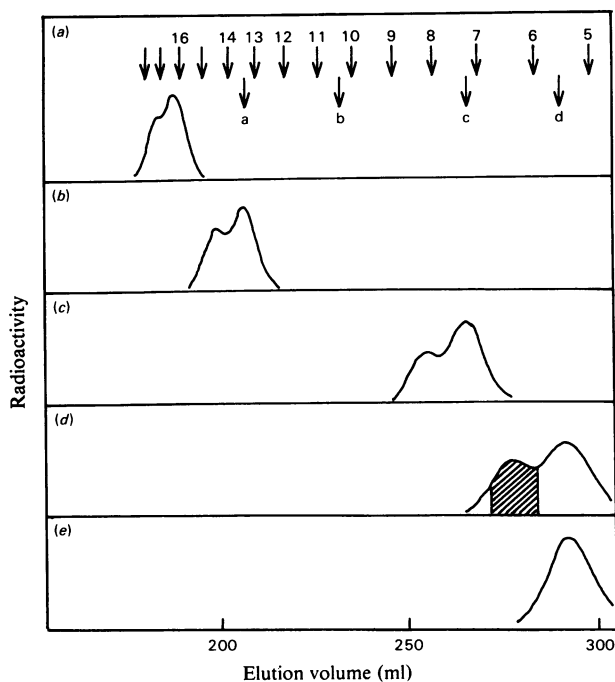 (a)
16 14 13 12 11 10 9 8 7 6 5
a b c d
(b)
(c)
(d)
(e)
Radioactivity
200 250 300
Elution volume (ml)